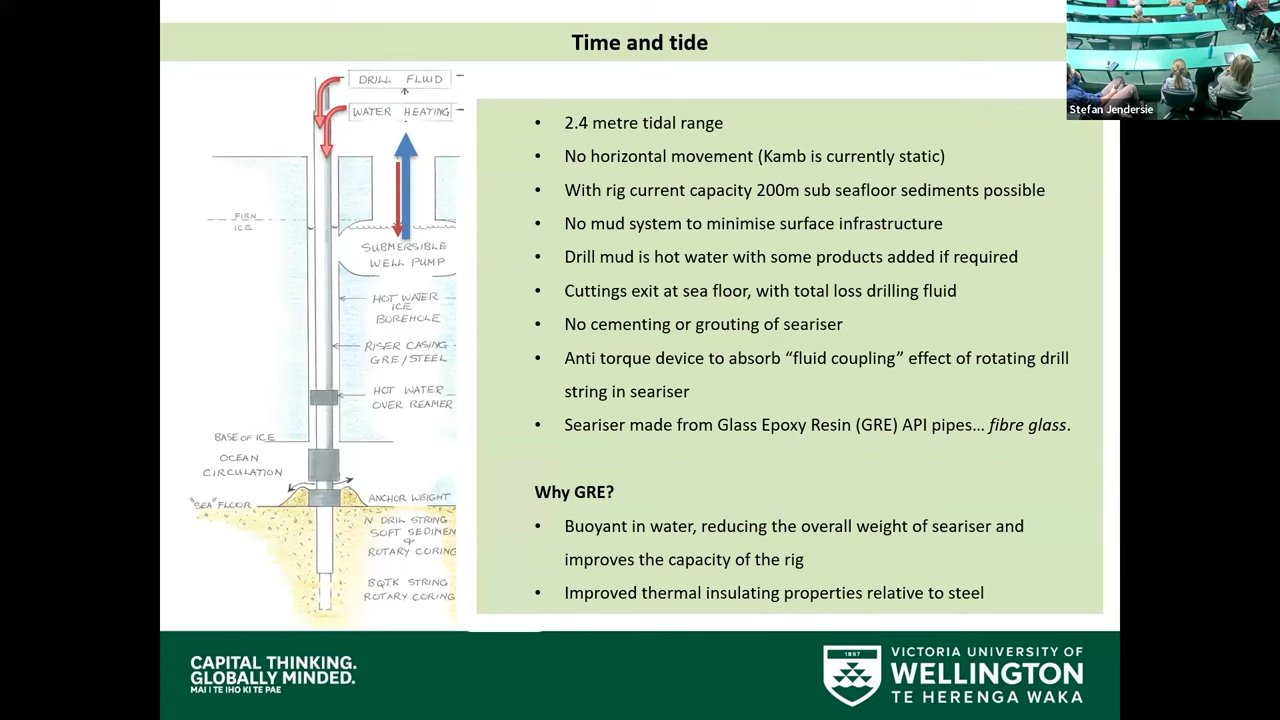 Time and tide
Stefan Jendersie
DRILL FLUID
WATER HEATING
FIRN
ICE
SUBMERSIBLE
WELL PUMP
HOT WATER
ICE
BOREHOLE
RISER CASING
GRE/STEEL
HOT WATER
OVER REAMER
BASE OF ICE
OCEAN
CIRCULATION
"SEA" FLOOR
ANCHOR WEIGHT
N DRIL STRING
SOFT SEDIMEN
&
ROTARY CORING
BQTK STRING
ROTARY CORING
• 2.4 metre tidal range
• No horizontal movement (Kamb is currently static)
• With rig current capacity 200m sub seafloor sediments possible
• No mud system to minimise surface infrastructure
• Drill mud is hot water with some products added if required
• Cuttings exit at sea floor, with total loss drilling fluid
• No cementing or grouting of seariser
• Anti torque device to absorb “fluid coupling” effect of rotating drill
string in seariser
• Seariser made from Glass Epoxy Resin (GRE) API pipes… fibre glass.
Why GRE?
• Buoyant in water, reducing the overall weight of seariser and
improves the capacity of the rig
• Improved thermal insulating properties relative to steel
CAPITAL THINKING.
GLOBALLY MINDED.
MAI I TE IHO KI TE PAE
1897
VICTORIA UNIVERSITY OF
WELLINGTON
TE HERENGA WAKA